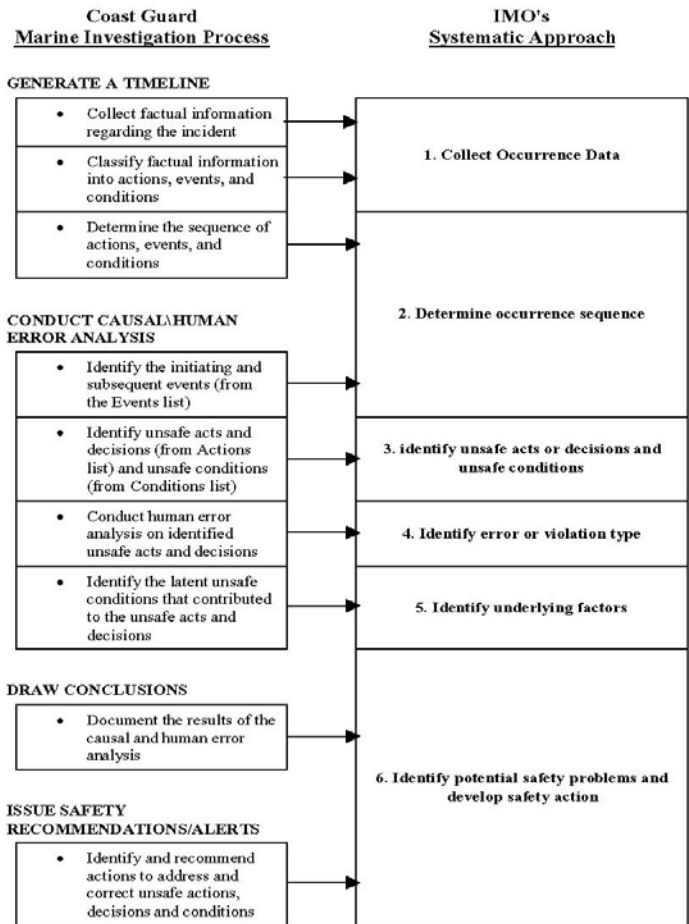 Coast Guard
Marine Investigation Process
IMO's
Systematic Approach
GENERATE A TIMELINE
• Collect factual information
regarding the incident
• Classify factual information
into actions, events, and
conditions
• Determine the sequence of
actions, events, and
conditions
1. Collect Occurrence Data
2. Determine occurrence sequence
CONDUCT CAUSAL\HUMAN
ERROR ANALYSIS
• Identify the initiating and
subsequent events (from
the Events list)
• Identify unsafe acts and
decisions (from Actions
list) and unsafe conditions
(from Conditions list)
3. identify unsafe acts or decisions and
unsafe conditions
• Conduct human error
analysis on identified
unsafe acts and decisions
4. Identify error or violation type
• Identify the latent unsafe
conditions that contributed
to the unsafe acts and
decisions
5. Identify underlying factors
DRAW CONCLUSIONS
• Document the results of the
causal and human error
analysis
6. Identify potential safety problems and
develop safety action
ISSUE SAFETY
RECOMMENDATIONS/ALERTS
• Identify and recommend
actions to address and
correct unsafe actions,
decisions and conditions